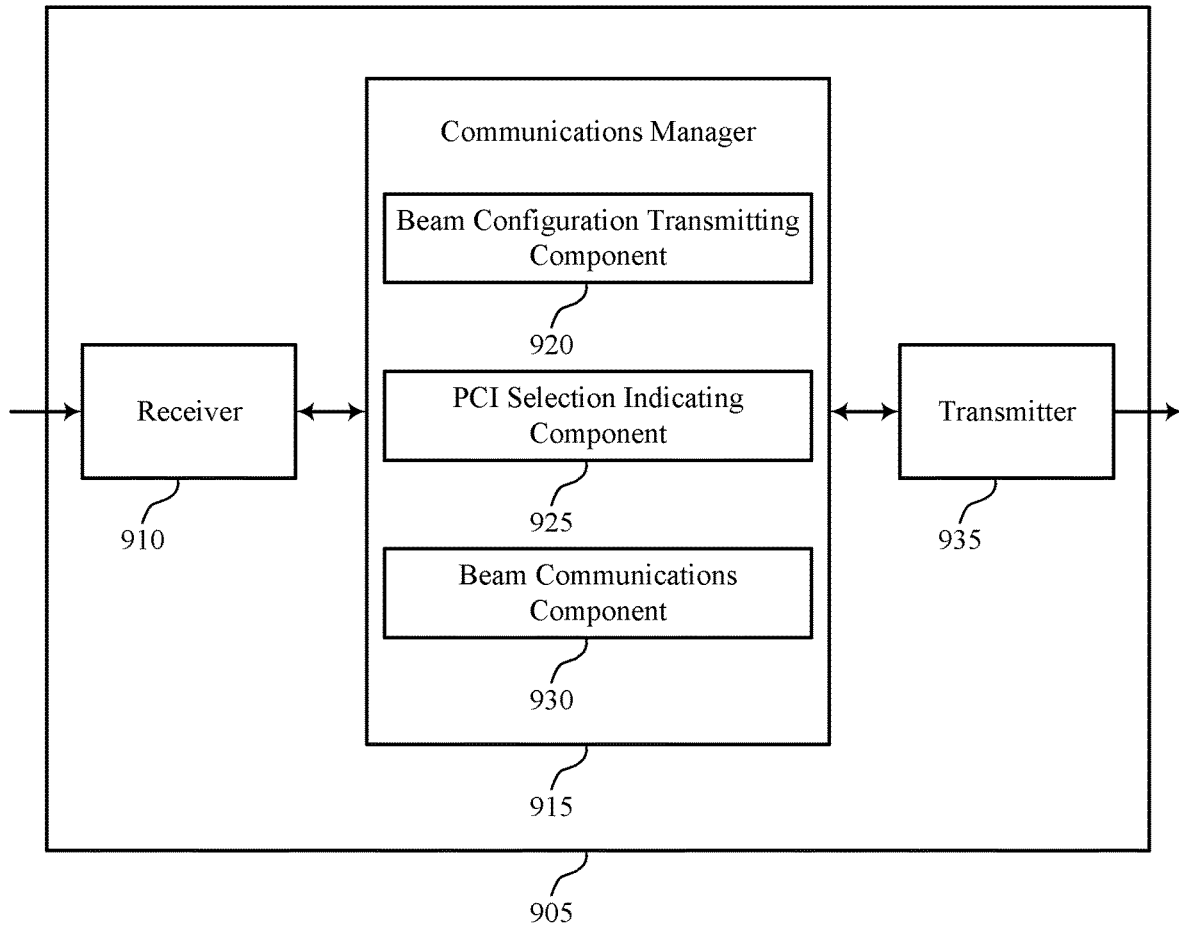 Communications Manager
Beam Configuration Transmitting
Component
920
Receiver
910
PCI Selection Indicating
Component
925
Transmitter
935
Beam Communications
Component
930
915
905